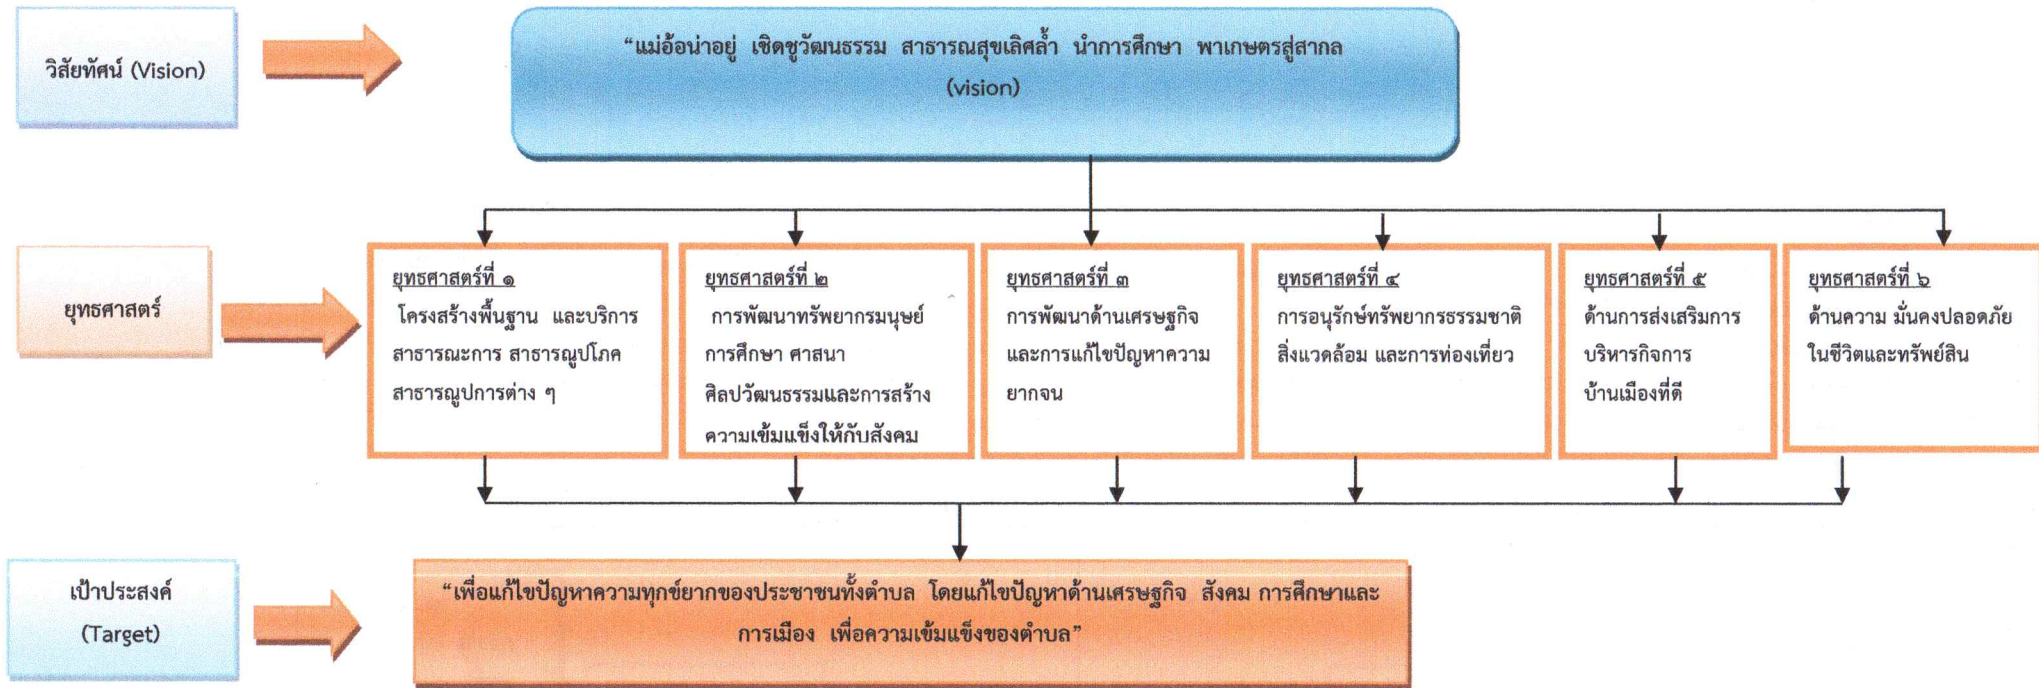 วิสัยทัศน์ (Vision)
“แม่อ้อน่าอยู่ เชิดชูวัฒนธรรม สาธารณสุขเลิศล้ำ นำการศึกษา พาเกษตรสู่สากล
(vision)
ยุทธศาสตร์
ยุทธศาสตร์ที่ ๑
โครงสร้างพื้นฐาน และบริการ
สาธารณะการ สาธารณูปโภค
สาธารณูปการต่าง ๆ
ยุทธศาสตร์ที่ ๒
การพัฒนาทรัพยากรมนุษย์
การศึกษา ศาสนา
ศิลปวัฒนธรรมและการสร้าง
ความเข้มแข็งให้กับสังคม
ยุทธศาสตร์ที่ ๓
การพัฒนาด้านเศรษฐกิจ
และการแก้ไขปัญหาความ
ยากจน
ยุทธศาสตร์ที่ ๔
การอนุรักษ์ทรัพยากรธรรมชาติ
สิ่งแวดล้อม และการท่องเที่ยว
ยุทธศาสตร์ที่ ๕
ด้านการส่งเสริมการ
บริหารกิจการ
บ้านเมืองที่ดี
ยุทธศาสตร์ที่ ๖
ด้านความ มั่นคงปลอดภัย
ในชีวิตและทรัพย์สิน
เป้าประสงค์
(Target)
“เพื่อแก้ไขปัญหาความทุกข์ยากของประชาชนทั้งตำบล โดยแก้ไขปัญหาด้านเศรษฐกิจ สังคม การศึกษาและ
การเมือง เพื่อความเข้มแข็งของตำบล”